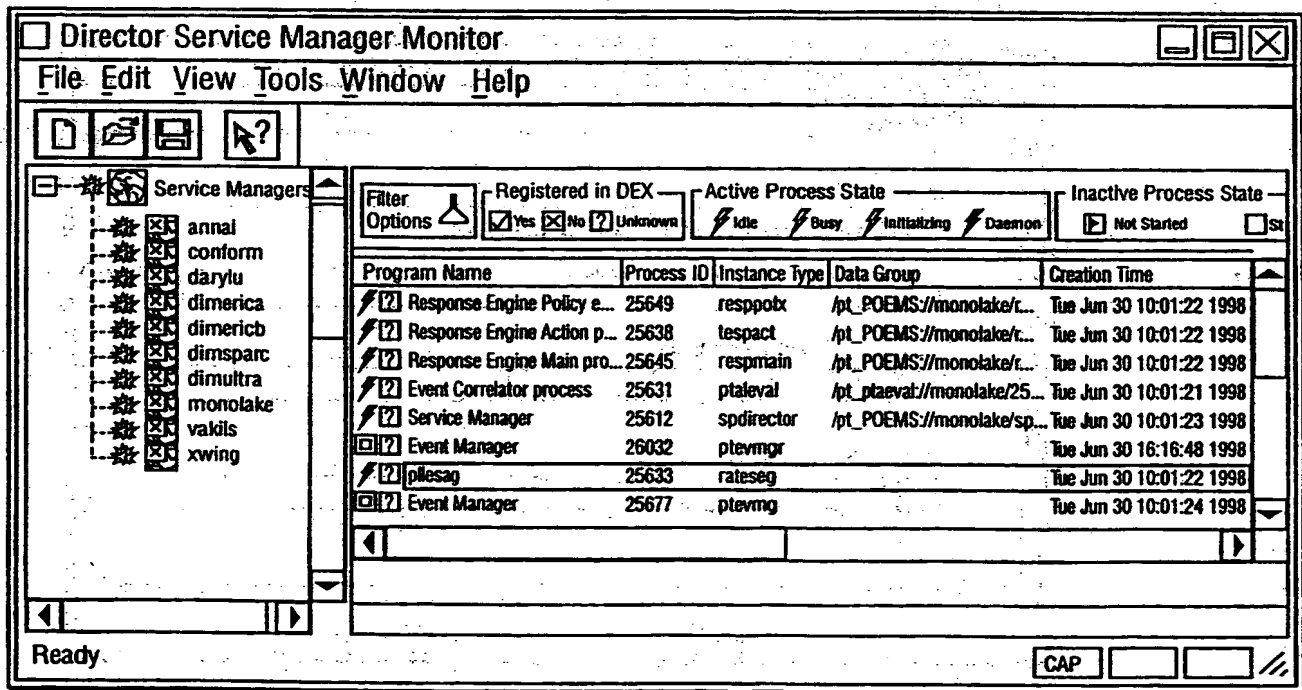 Director Service Manager Monitor
File Edit View Tools Window Help
Service Managers
annai
conform
darylu
dimerica
dimericb
dimsparc
dimultra
monolake
vakils
xwing
Filter Options
Registered in DEX
Yes No ? Unknown
Active Process State
Idle Busy Initializing Daemon
Inactive Process State
Not Started St
Program Name Process ID Instance Type Data Group Creation Time
? Response Engine Policy e... 25649 resppotx /pt_POEMS://monolake/r... Tue Jun 30 10:01:22 1998
? Response Engine Action p... 25638 tespact /pt_POEMS://monolake/r... Tue Jun 30 10:01:22 1998
? Response Engine Main pro... 25645 respmain /pt_POEMS://monolake/r... Tue Jun 30 10:01:22 1998
? Event Correlator process 25631 ptaleval /pt_ptaeval://monolake/25... Tue Jun 30 10:01:21 1998
? Service Manager 25612 spdirector /pt_POEMS://monolake/sp... Tue Jun 30 10:01:23 1998
? Event Manager 26032 ptevmgr Tue Jun 30 16:16:48 1998
? pilesag 25633 rateseg Tue Jun 30 10:01:22 1998
? Event Manager 25677 ptevmg Tue Jun 30 10:01:24 1998
Ready
CAP